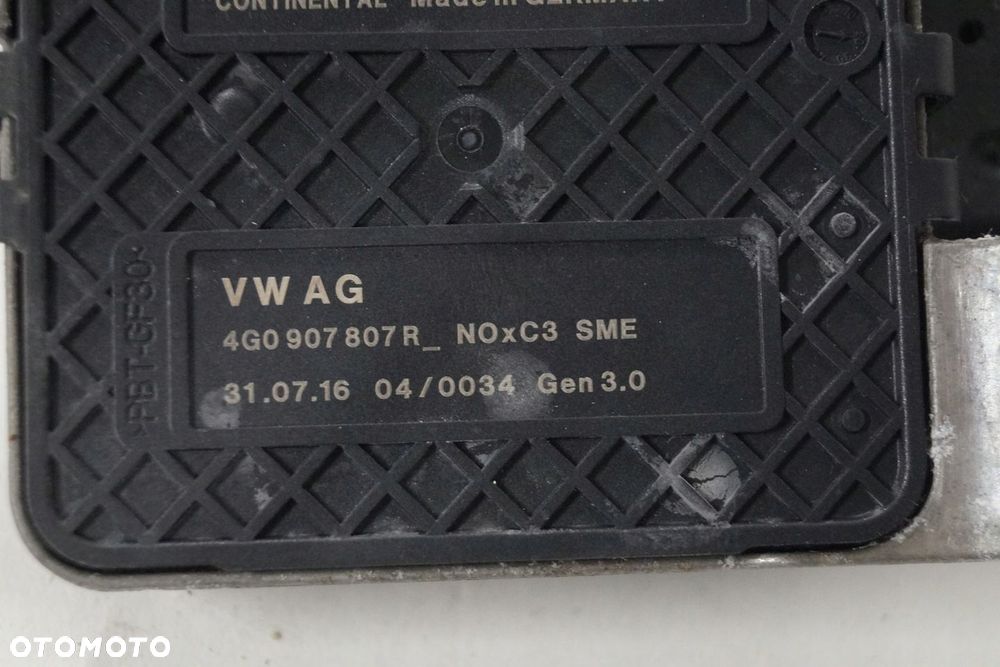 CONTINENTAL Made in GERMANY
VW AG
4G0 907 807 R_ NOxC3 SME
31.07.16 04/0034 Gen 3.0
>PBT-GF30<
OTOMOTO